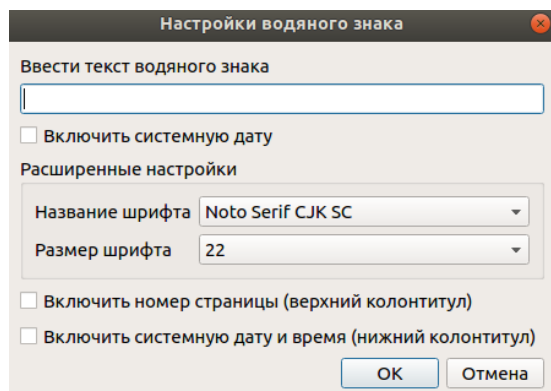 Настройки водяного знака
Ввести текст водяного знака
Включить системную дату
Расширенные настройки
Название шрифта Noto Serif CJK SC
Размер шрифта 22
Включить номер страницы (верхний колонтитул)
Включить системную дату и время (нижний колонтитул)
OK Отмена